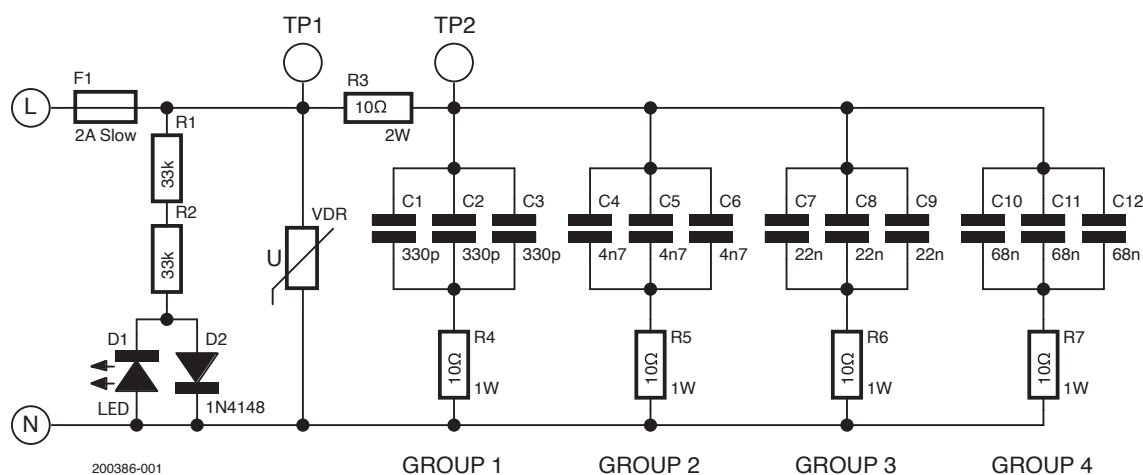 TP1 TP2
F1 R3
L 10Ω
2A Slow R1 2W
33k
R2 VDR C1 C2 C3 C4 C5 C6 C7 C8 C9 C10 C11 C12
33k U 330p 330p 330p 4n7 4n7 4n7 22n 22n 22n 68n 68n 68n
D1 D2 R4 R5 R6 R7
10Ω 10Ω 10Ω 10Ω
LED 1N4148 1W 1W 1W 1W
N
200386-001 GROUP 1 GROUP 2 GROUP 3 GROUP 4